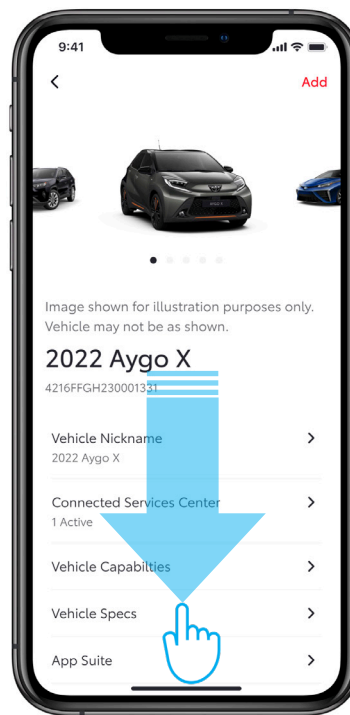 9:41
Add
Image shown for illustration purposes only.
Vehicle may not be as shown.
2022 Aygo X
4216FFGH230001331
Vehicle Nickname
2022 Aygo X
Connected Services Center
1 Active
Vehicle Capabilties
Vehicle Specs
App Suite